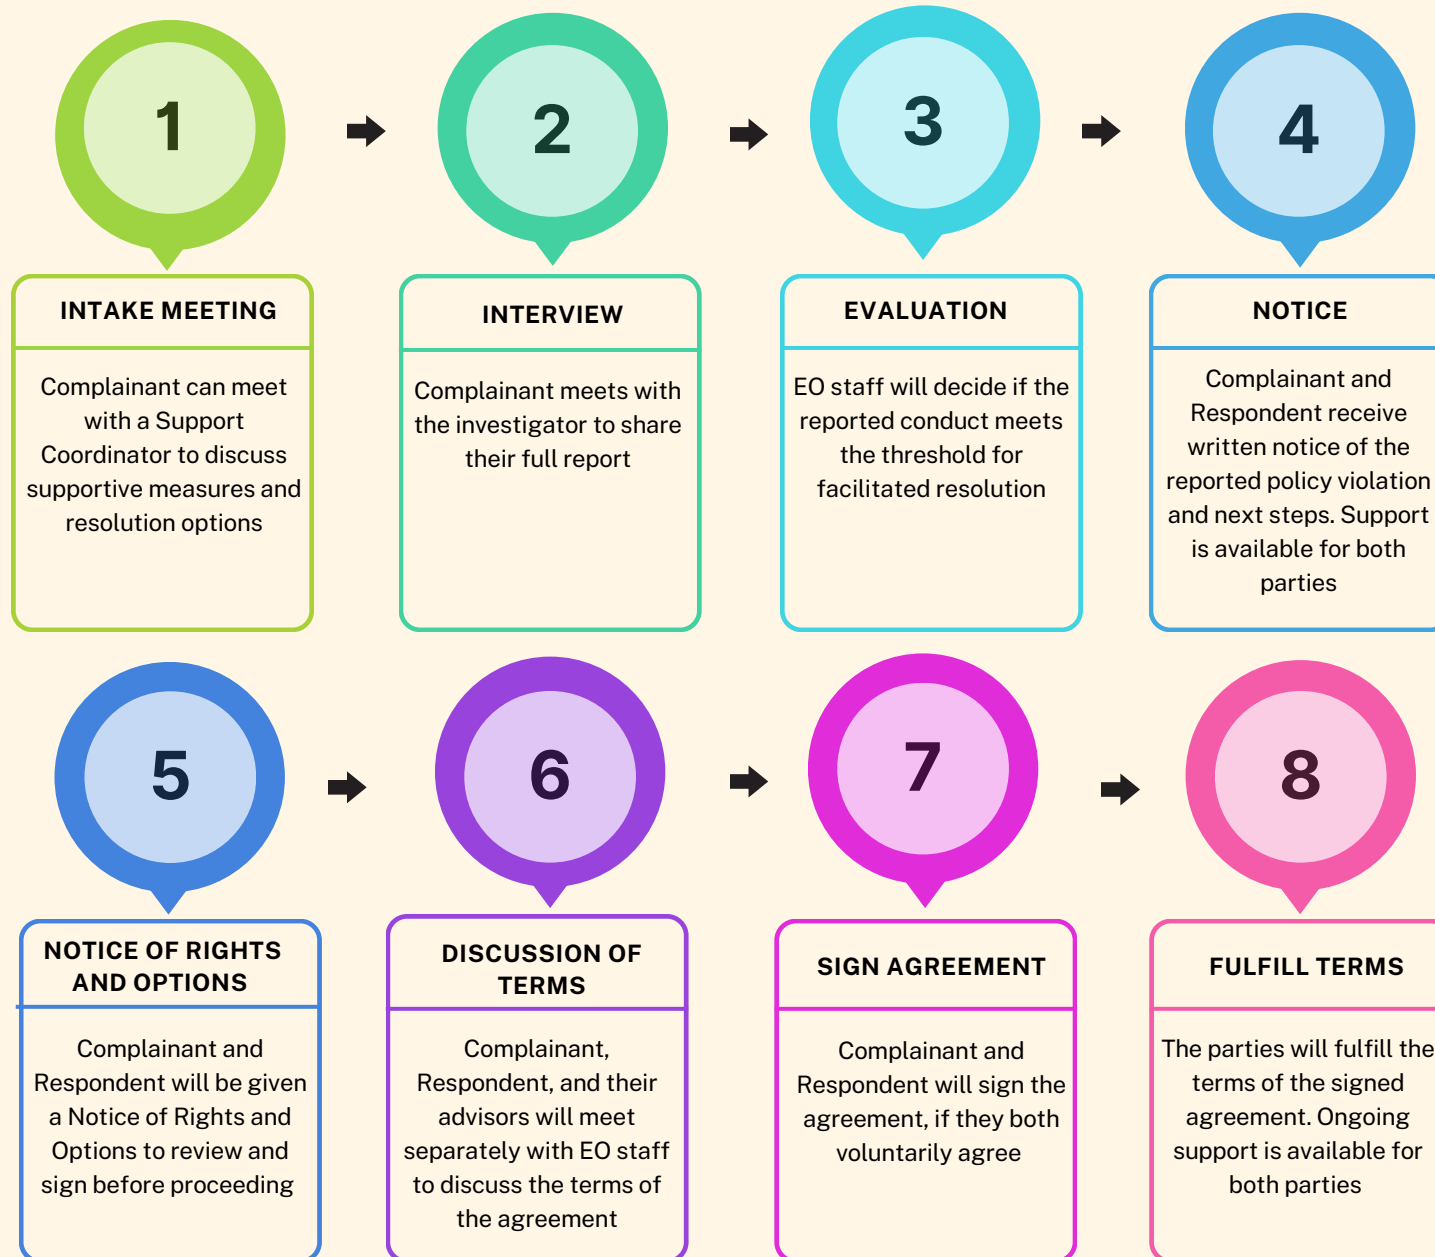 1
INTAKE MEETING
Complainant can meet
with a Support
Coordinator to discuss
supportive measures and
resolution options
2
INTERVIEW
Complainant meets with
the investigator to share
their full report
3
EVALUATION
EO staff will decide if the
reported conduct meets
the threshold for
facilitated resolution
4
NOTICE
Complainant and
Respondent receive
written notice of the
reported policy violation
and next steps. Support
is available for both
parties
5
NOTICE OF RIGHTS
AND OPTIONS
Complainant and
Respondent will be given
a Notice of Rights and
Options to review and
sign before proceeding
6
DISCUSSION OF
TERMS
Complainant,
Respondent, and their
advisors will meet
separately with EO staff
to discuss the terms of
the agreement
7
SIGN AGREEMENT
Complainant and
Respondent will sign the
agreement, if they both
voluntarily agree
8
FULFILL TERMS
The parties will fulfill the
terms of the signed
agreement. Ongoing
support is available for
both parties